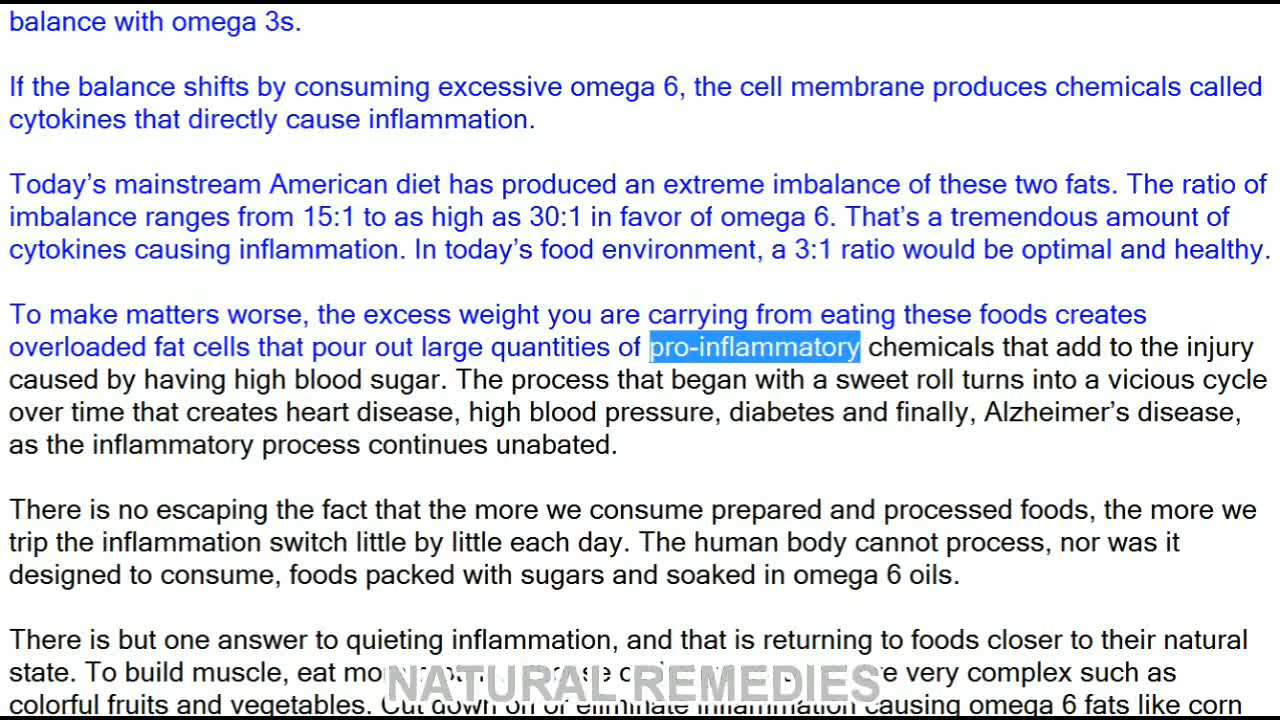 balance with omega 3s.
If the balance shifts by consuming excessive omega 6, the cell membrane produces chemicals called
cytokines that directly cause inflammation.
Today’s mainstream American diet has produced an extreme imbalance of these two fats. The ratio of
imbalance ranges from 15:1 to as high as 30:1 in favor of omega 6. That’s a tremendous amount of
cytokines causing inflammation. In today’s food environment, a 3:1 ratio would be optimal and healthy.
To make matters worse, the excess weight you are carrying from eating these foods creates
overloaded fat cells that pour out large quantities of pro-inflammatory chemicals that add to the injury
caused by having high blood sugar. The process that began with a sweet roll turns into a vicious cycle
over time that creates heart disease, high blood pressure, diabetes and finally, Alzheimer’s disease,
as the inflammatory process continues unabated.
There is no escaping the fact that the more we consume prepared and processed foods, the more we
trip the inflammation switch little by little each day. The human body cannot process, nor was it
designed to consume, foods packed with sugars and soaked in omega 6 oils.
There is but one answer to quieting inflammation, and that is returning to foods closer to their natural
state. To build muscle, eat very complex such as
NATURAL REMEDIES
colorful fruits and vegetables. Cut down on or eliminate inflammation causing omega 6 fats like corn